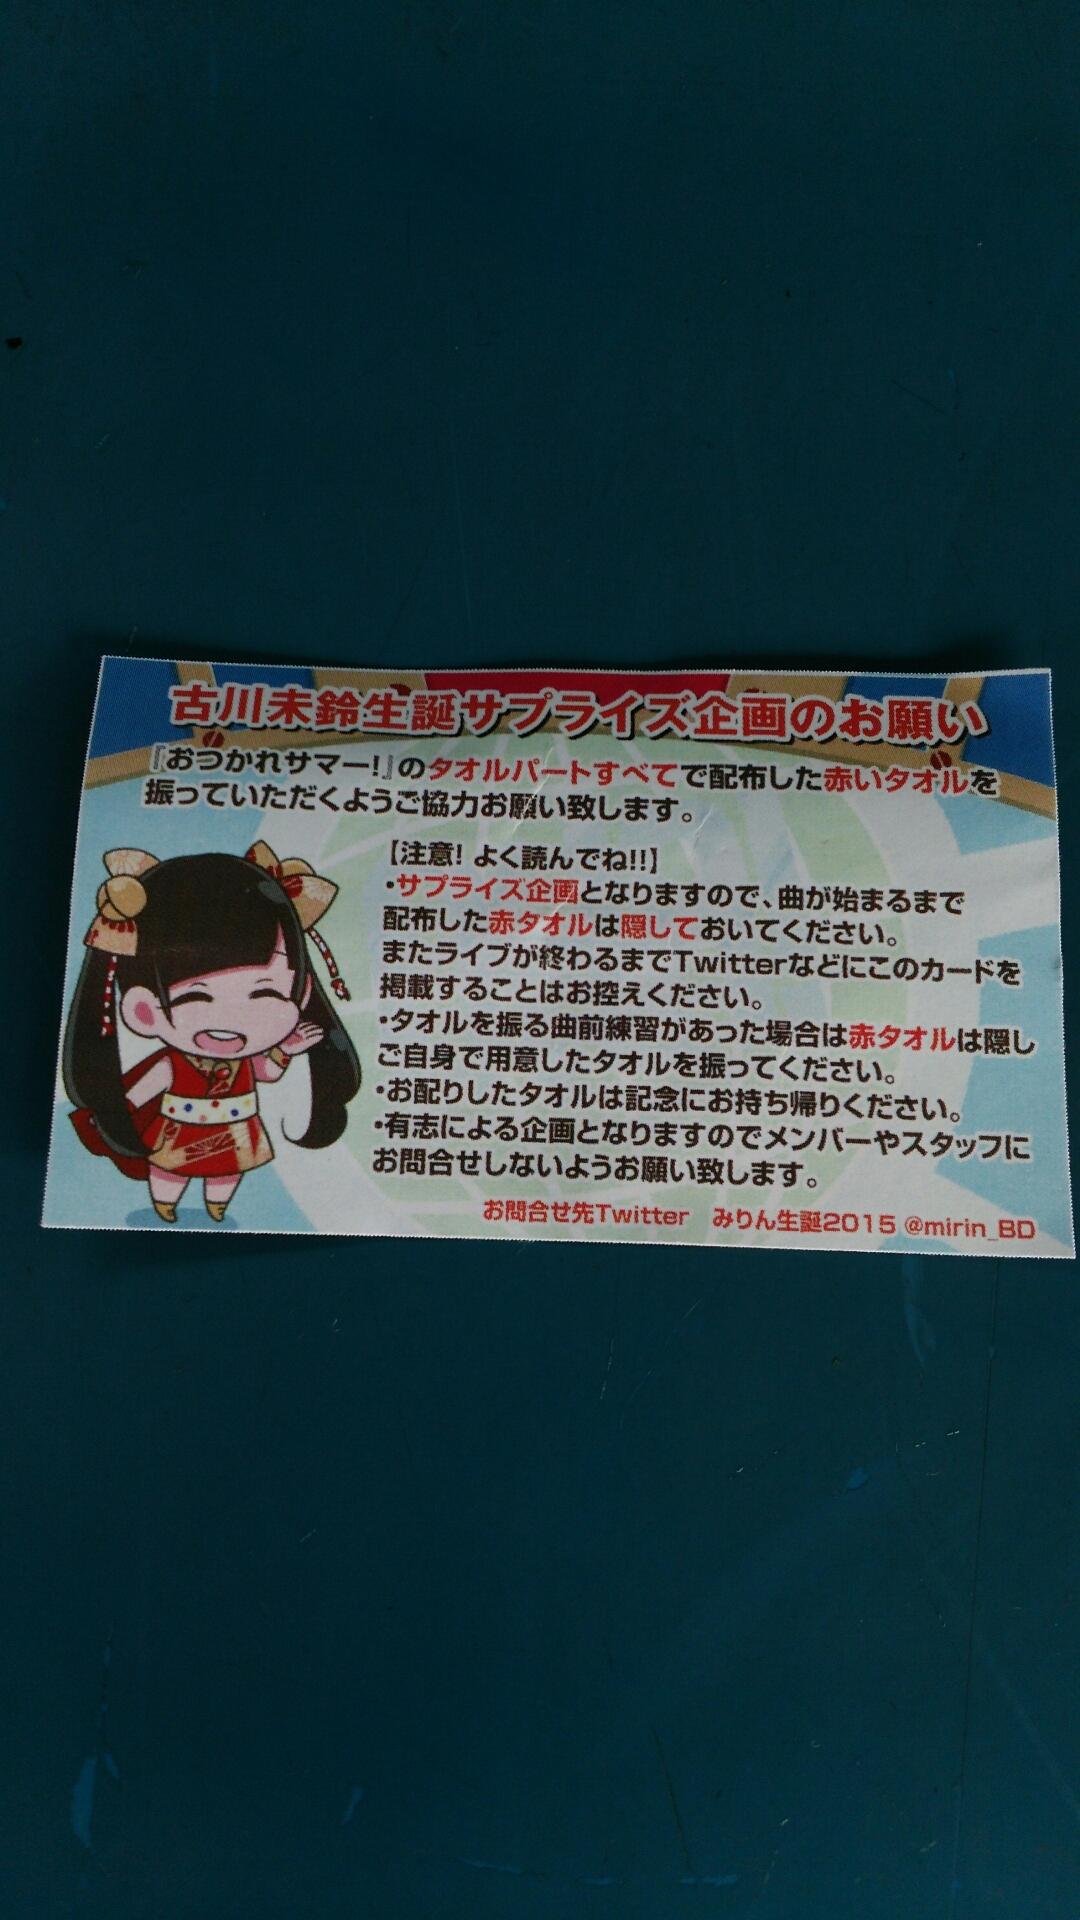 古川未鈴生誕サプライズ企画のお願い
『おつかれサマー!』のタオルパートすべてで配布した赤いタオルを
振っていただくようご協力お願い致します。
【注意! よく読んでね!!】
・サプライズ企画となりますので、曲が始まるまで
配布した赤タオルは隠しておいてください。
またライブが終わるまでTwitterなどにこのカードを
掲載することはお控えください。
・タオルを振る曲前練習があった場合は赤タオルは隠し
ご自身で用意したタオルを振ってください。
・お配りしたタオルは記念にお持ち帰りください。
・有志による企画となりますのでメンバーやスタッフに
お問合せしないようお願い致します。
お問合せ先Twitter みりん生誕2015 @mirin_BD